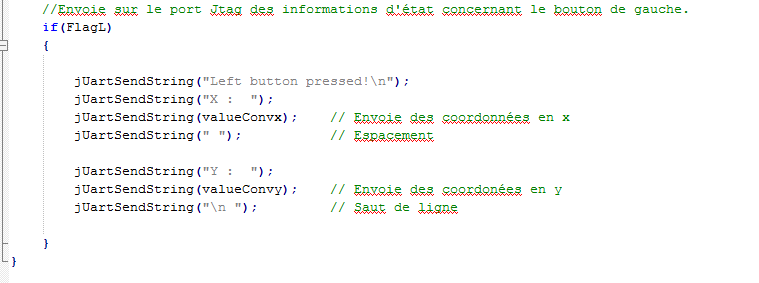 //Envoie sur le port Jtag des informations d'état concernant le bouton de gauche.
if(FlagL)
{
jUartSendString("Left button pressed!\n");
jUartSendString("X :  ");
jUartSendString(valueConvx);    // Envoie des coordonnées en x
jUartSendString(" ");           // Espacement
jUartSendString("Y :  ");
jUartSendString(valueConvy);    // Envoie des coordonées en y
jUartSendString("\n ");         // Saut de ligne
}
}